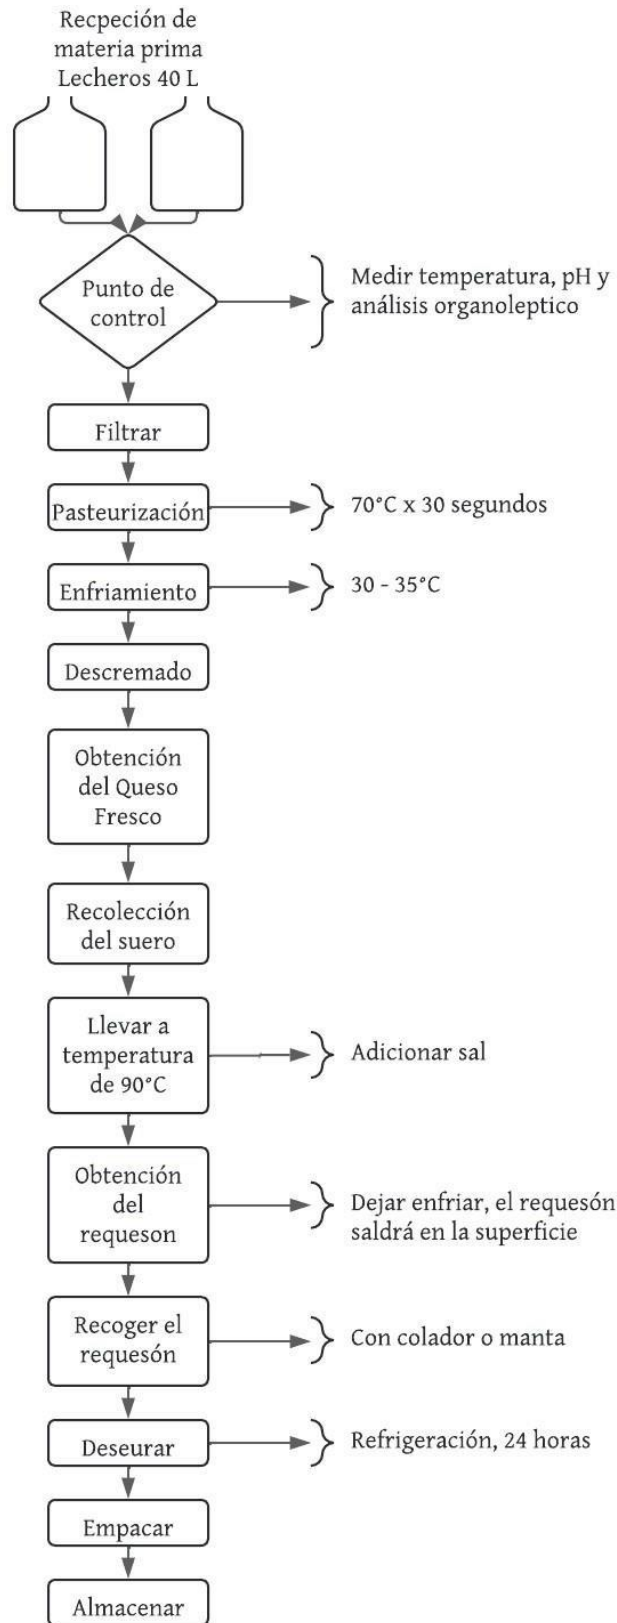 Recpeción de
materia prima
Lecheros 40 L
Punto de
control
Medir temperatura, pH y
análisis organoleptico
Filtrar
Pasteurización
70°C x 30 segundos
Enfriamiento
30 - 35°C
Descremado
Obtención
del Queso
Fresco
Recolección
del suero
Llevar a
temperatura
de 90°C
Adicionar sal
Obtención
del
requeson
Dejar enfriar, el requesón
saldrá en la superficie
Recoger el
requesón
Con colador o manta
Deseurar
Refrigeración, 24 horas
Empacar
Almacenar